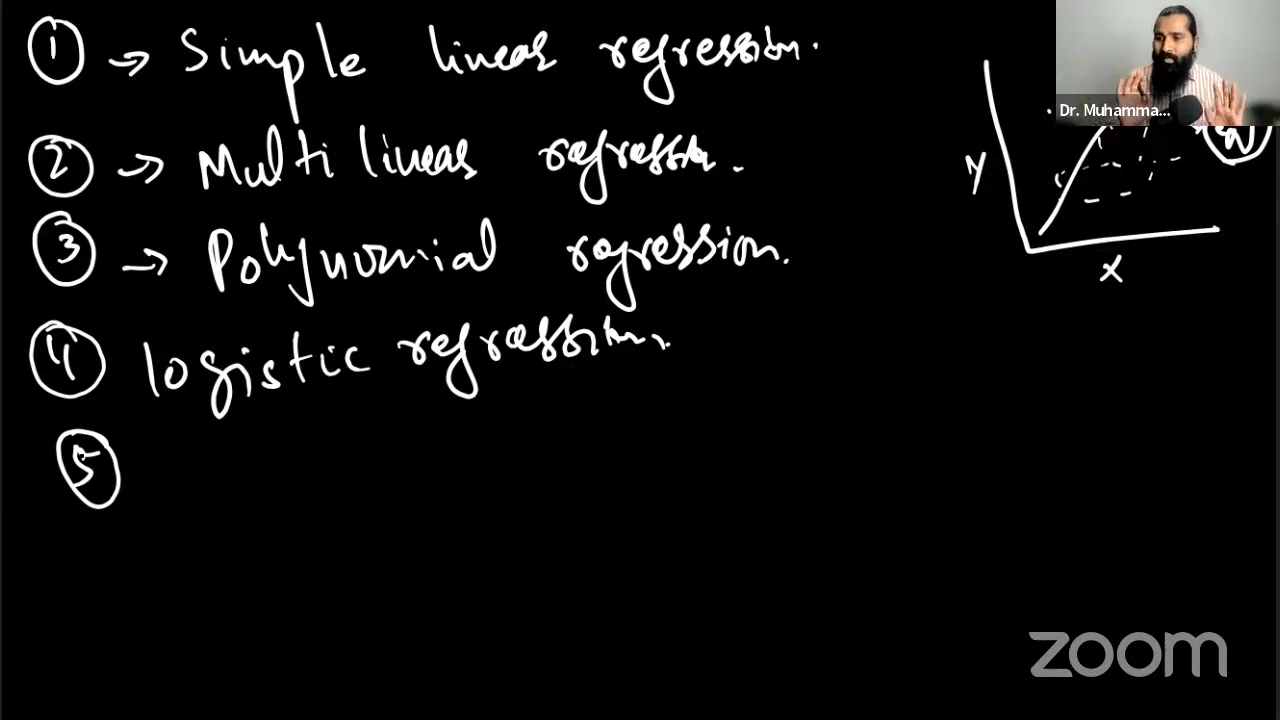 1 → Simple linear regression.
Dr. Muhamma...
2 → Multi linear regression.
y
3 → Polynomial regression.
x
4 logistic regression.
5
zoom